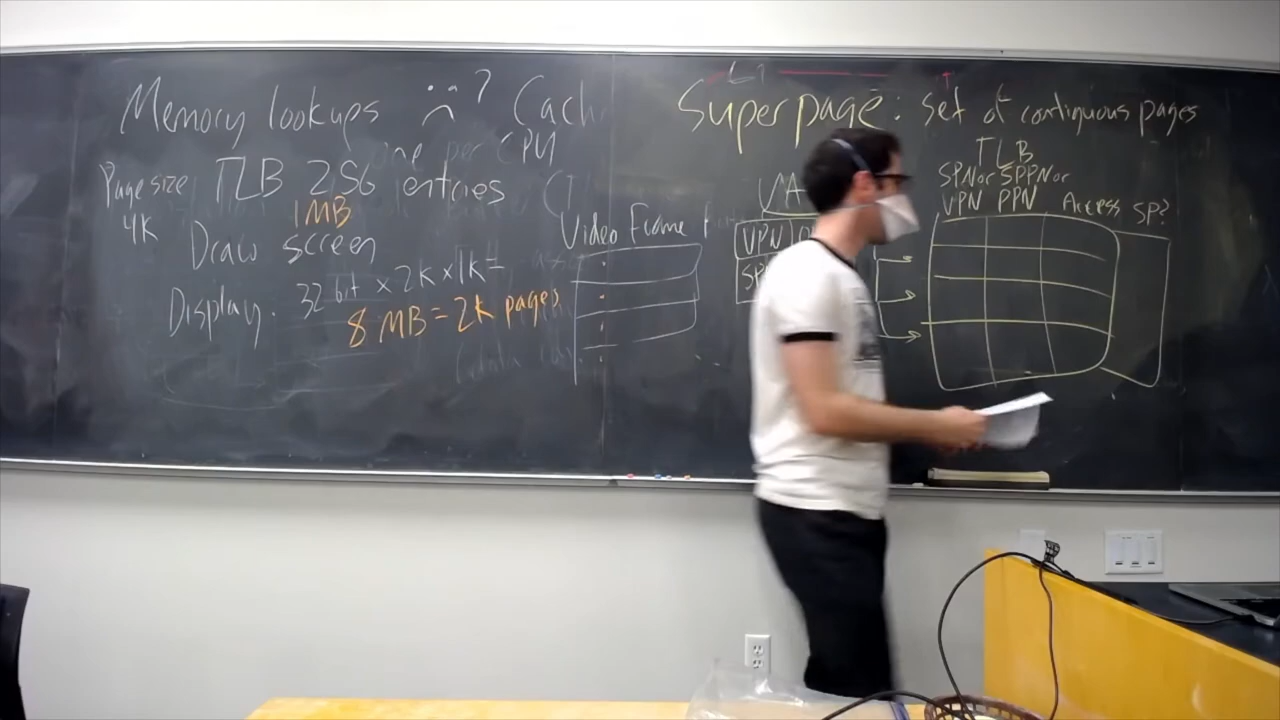 Memory lookups ? Cach
one per CPU
Page size TLB 256 entries
4K 1MB
Draw screen
Display. 32 bit x 2k x 1k =
8 MB = 2k pages
Video Frame
Superpage: set of contiguous pages
VA
VPN
SP
TLB
SPN or SPPN or
VPN PPN Access SP?